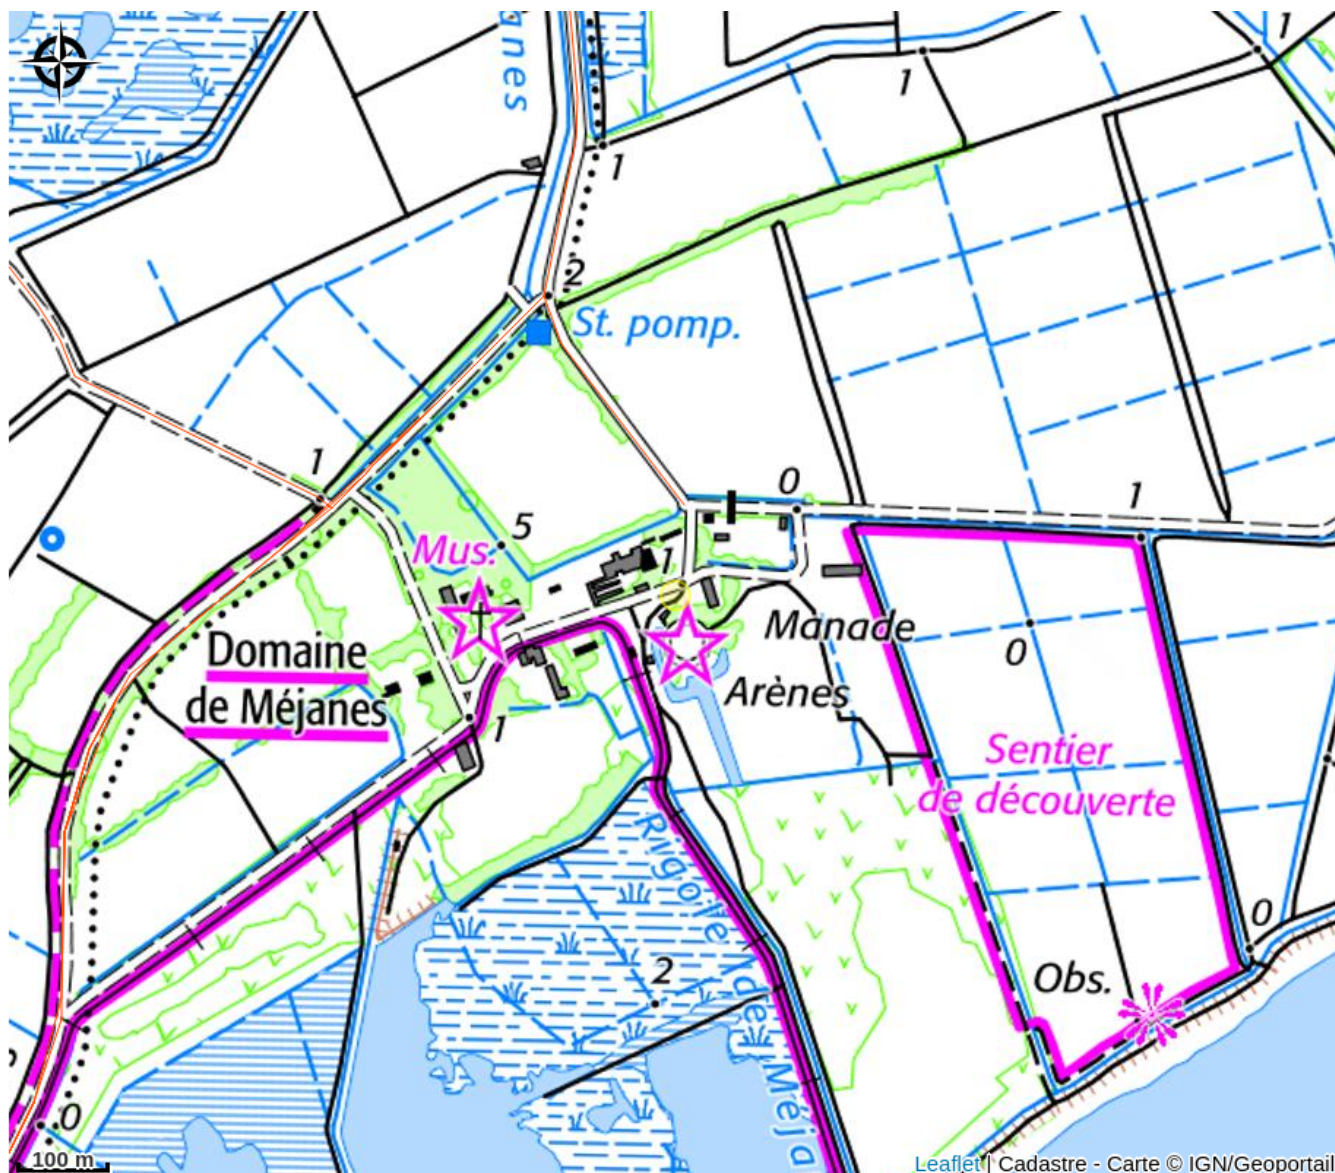 anes
1
1
1
2
St. pomp.
1
0
1
5
Mus.
1
Manade
0
Domaine
de Méjanes
Arènes
1
Sentier
de découverte
Rigole de Méja
0
2
Obs.
0
100 m
Leaflet | Cadastre - Carte © IGN/Geoportail